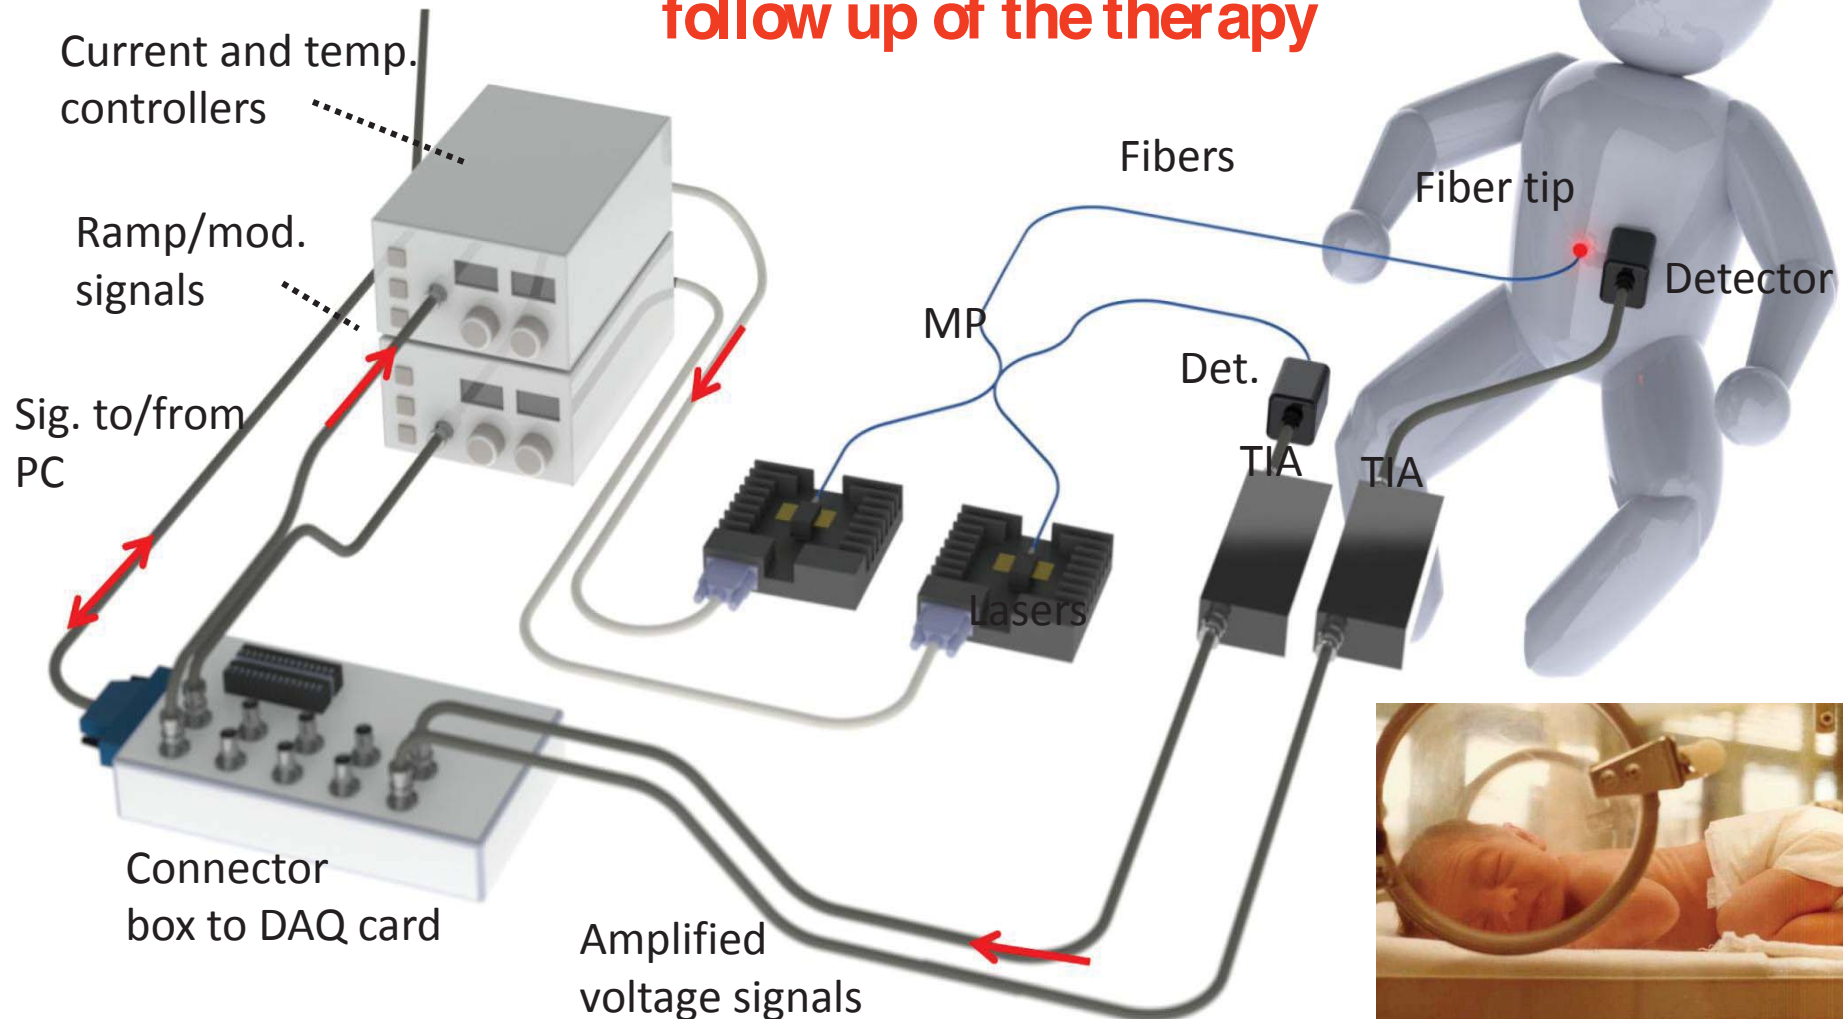 follow up of the therapy
Current and temp.
controllers
Fibers
Fiber tip
Ramp/mod.
signals
Detector
MP
Det.
Sig. to/from
PC
TIA
TIA
Lasers
Connector
box to DAQ card
Amplified
voltage signals